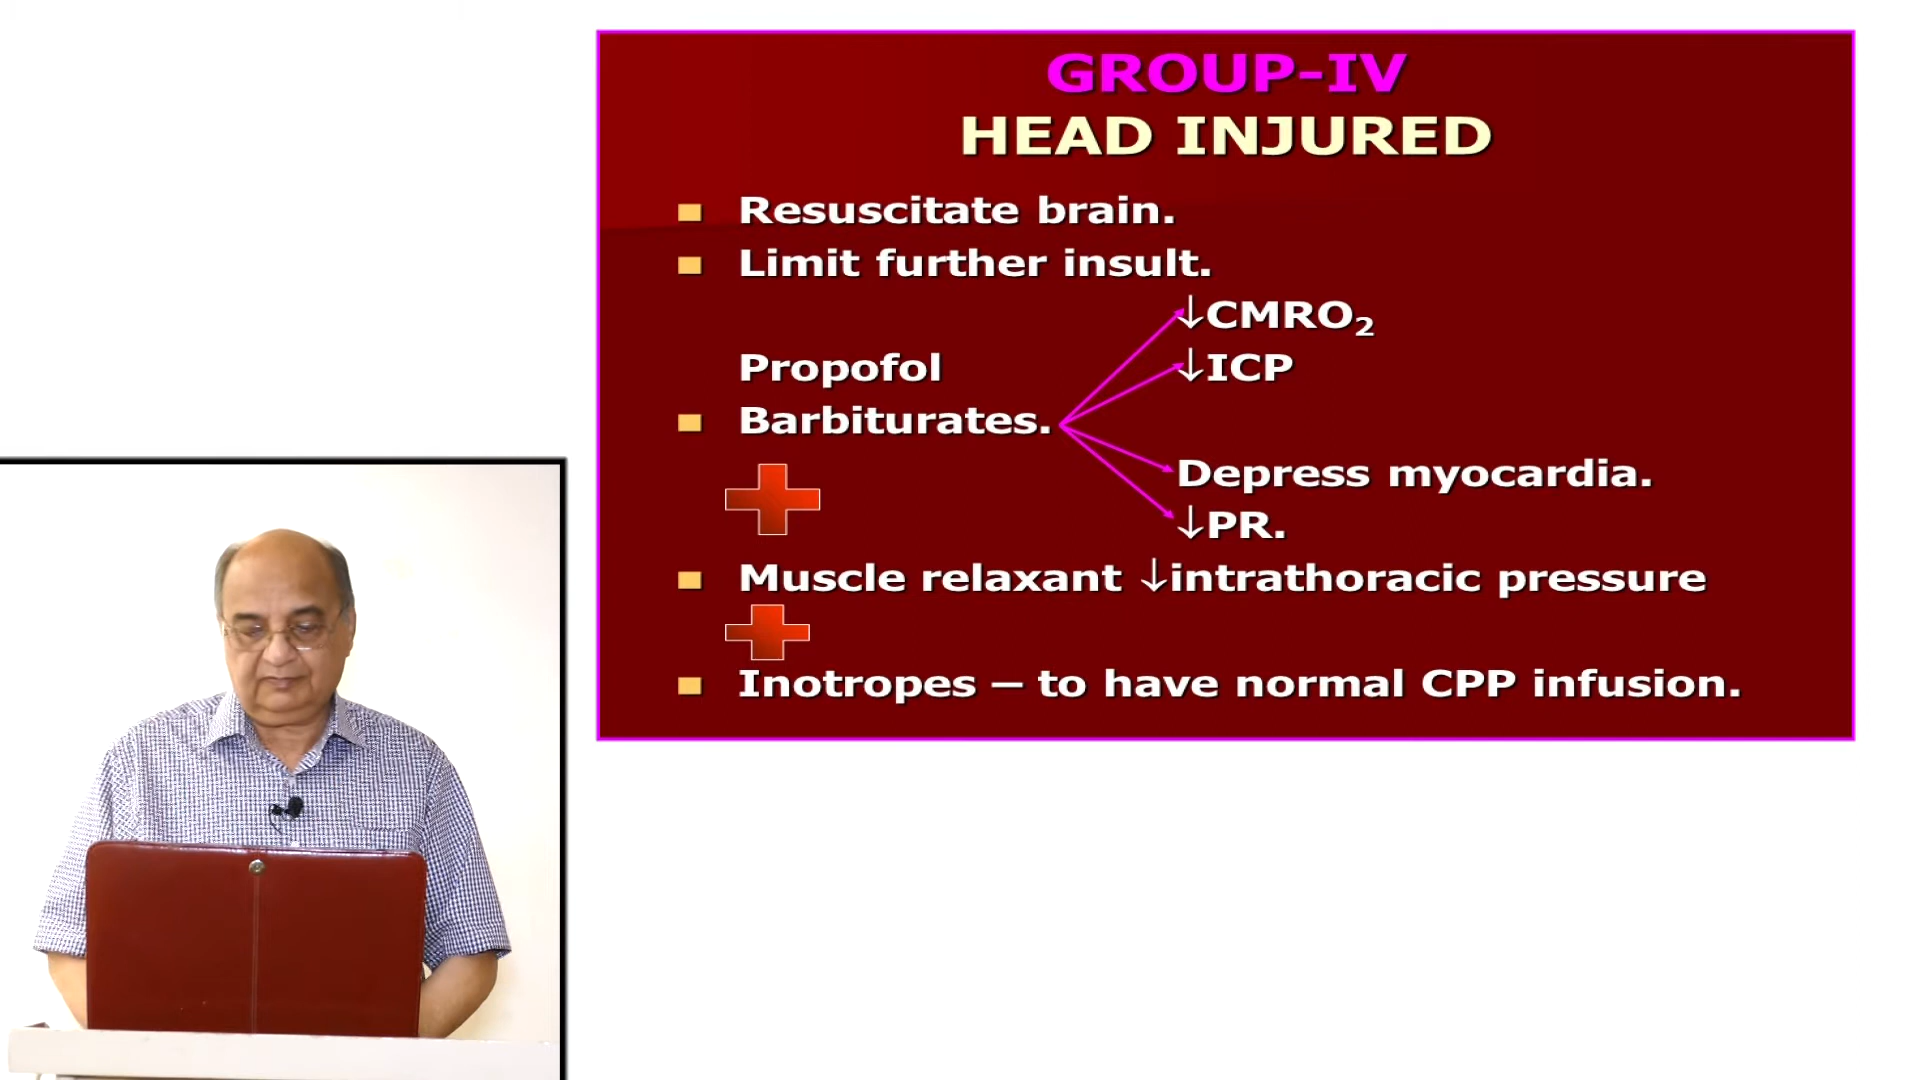 GROUP-IV
HEAD INJURED
Resuscitate brain.
Limit further insult.
↓CMRO₂
Propofol ↓ICP
Barbiturates.
Depress myocardia.
↓PR.
Muscle relaxant ↓intrathoracic pressure
Inotropes – to have normal CPP infusion.